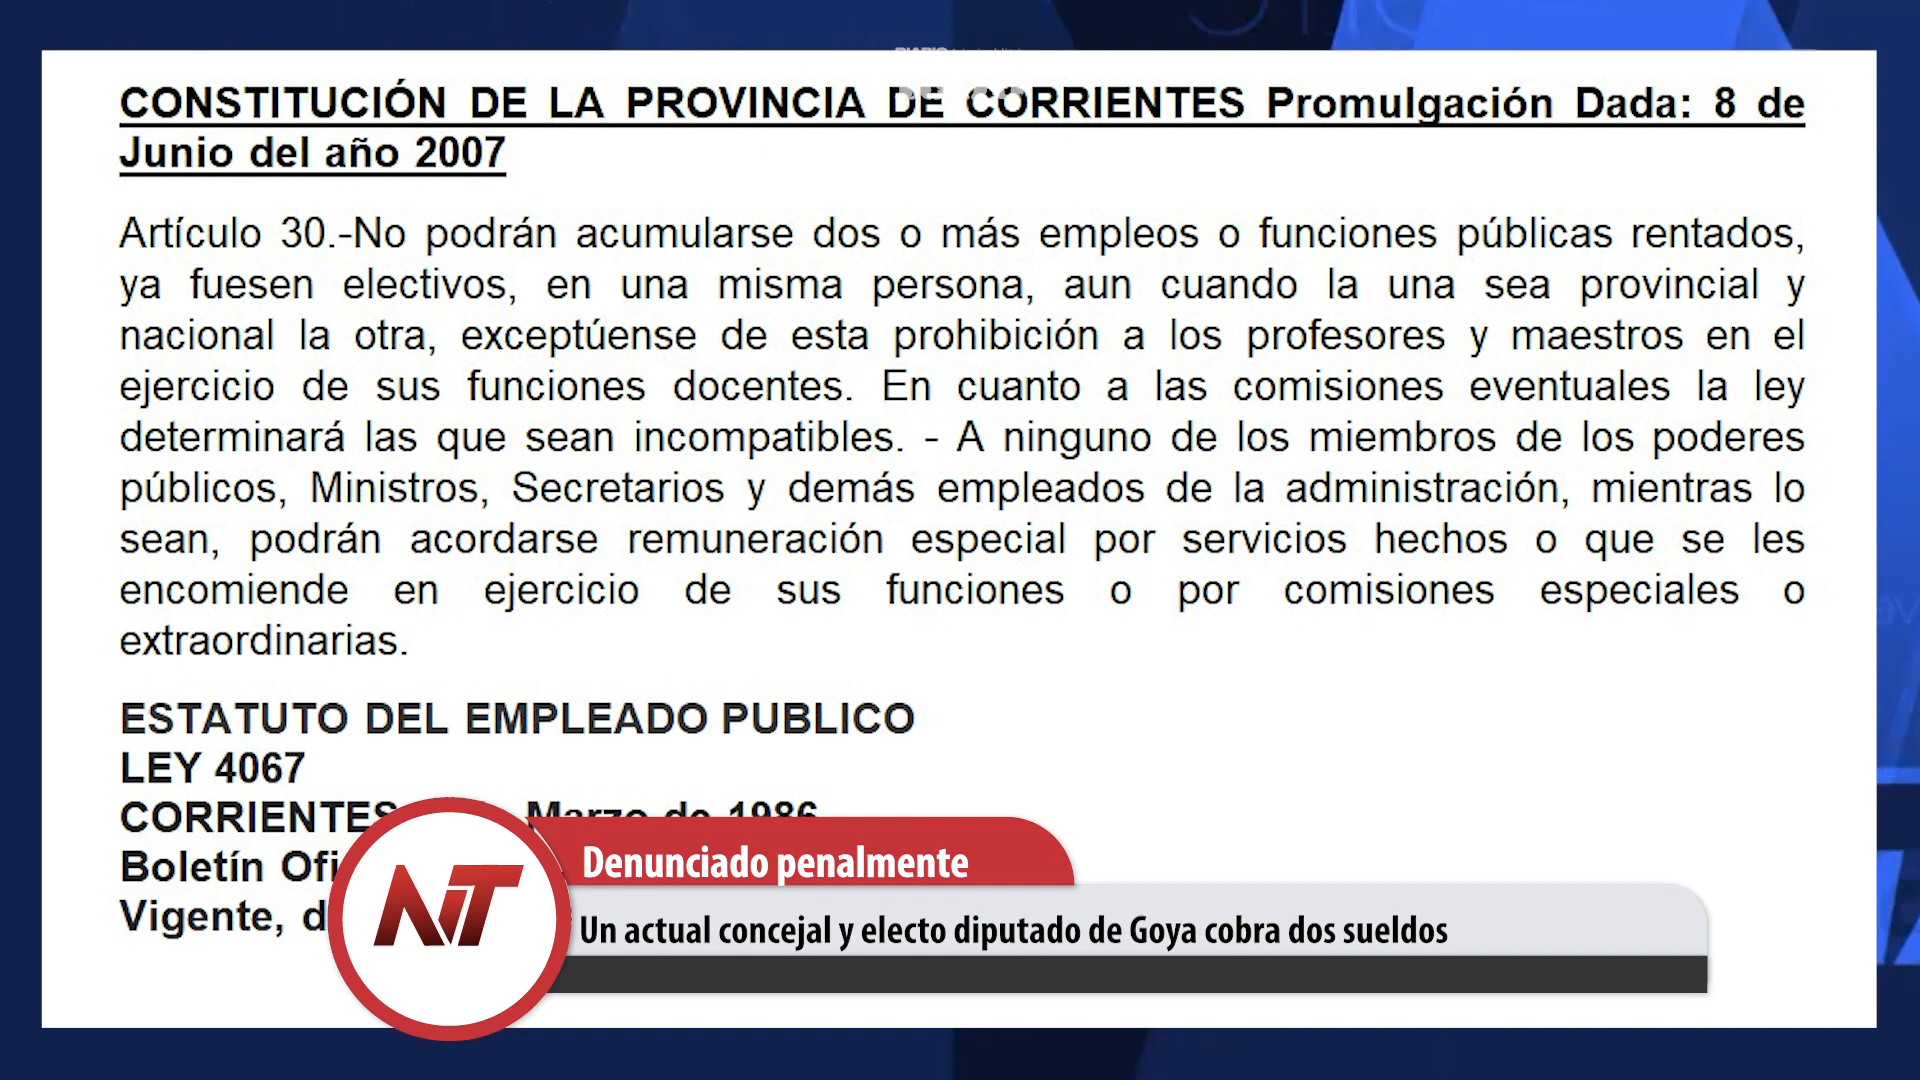 CONSTITUCIÓN DE LA PROVINCIA DE CORRIENTES Promulgación Dada: 8 de
Junio del año 2007
Artículo 30.-No podrán acumularse dos o más empleos o funciones públicas rentados,
ya fuesen electivos, en una misma persona, aun cuando la una sea provincial y
nacional la otra, exceptúense de esta prohibición a los profesores y maestros en el
ejercicio de sus funciones docentes. En cuanto a las comisiones eventuales la ley
determinará las que sean incompatibles. - A ninguno de los miembros de los poderes
públicos, Ministros, Secretarios y demás empleados de la administración, mientras lo
sean, podrán acordarse remuneración especial por servicios hechos o que se les
encomiende en ejercicio de sus funciones o por comisiones especiales o
extraordinarias.
ESTATUTO DEL EMPLEADO PUBLICO
LEY 4067
CORRIENTES Marzo de 1986
Boletín Ofi
Vigente, d
NiT
Denunciado penalmente
Un actual concejal y electo diputado de Goya cobra dos sueldos